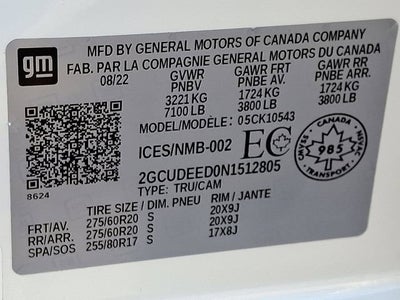 gm
MFD BY GENERAL MOTORS OF CANADA COMPANY
FAB. PAR LA COMPAGNIE GENERAL MOTORS DU CANADA
08/22 GVWR GAWR FRT GAWR RR
PNBV PNBE AV. PNBE ARR.
3221 KG 1724 KG 1724 KG
7100 LB 3800 LB 3800 LB
MODEL/MODÈLE: 05CK10543
ICES/NMB-002 EC
2GCUDEED0N1512805
TYPE: TRU/CAM
8624
CANADA 985 TRANSPORT
TIRE SIZE / DIM. PNEU RIM / JANTE
FRT/AV. 275/60R20 S 20X9J
RR/ARR. 275/60R20 S 20X9J
SPA/SOS 255/80R17 S 17X8J